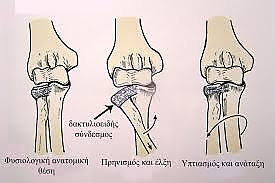 δακτυλιοειδής
σύνδεσμος
Φυσιολογική ανατομική
θέση
Πρηνισμός και έλξη
Υπτιασμός και ανάταξη